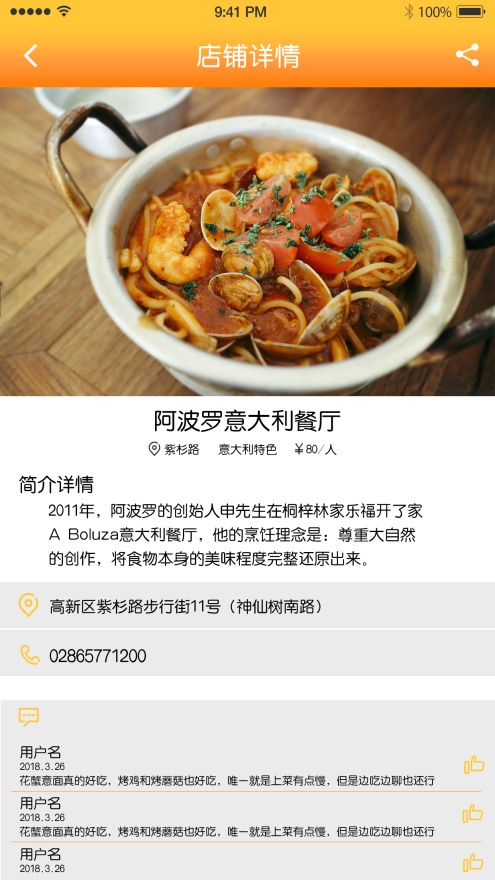 9:41 PM
100%
店铺详情
阿波罗意大利餐厅
紫杉路 意大利特色 ￥80/人
简介详情
2011年，阿波罗的创始人申先生在桐梓林家乐福开了家
A Boluza意大利餐厅，他的烹饪理念是：尊重大自然
的创作，将食物本身的美味程度完整还原出来。
高新区紫杉路步行街11号（神仙树南路）
02865771200
用户名
2018.3.26
花蟹意面真的好吃，烤鸡和烤蘑菇也好吃，唯一就是上菜有点慢，但是边吃边聊也还行
用户名
2018.3.26
花蟹意面真的好吃，烤鸡和烤蘑菇也好吃，唯一就是上菜有点慢，但是边吃边聊也还行
用户名
2018.3.26